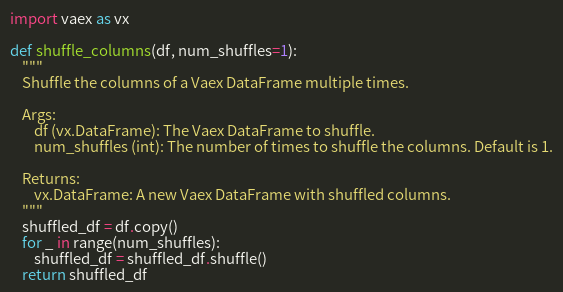 import vaex as vx

def shuffle_columns(df, num_shuffles=1):
    """
    Shuffle the columns of a Vaex DataFrame multiple times.

    Args:
        df (vx.DataFrame): The Vaex DataFrame to shuffle.
        num_shuffles (int): The number of times to shuffle the columns. Default is 1.

    Returns:
        vx.DataFrame: A new Vaex DataFrame with shuffled columns.
    """
    shuffled_df = df.copy()
    for _ in range(num_shuffles):
        shuffled_df = shuffled_df.shuffle()
    return shuffled_df